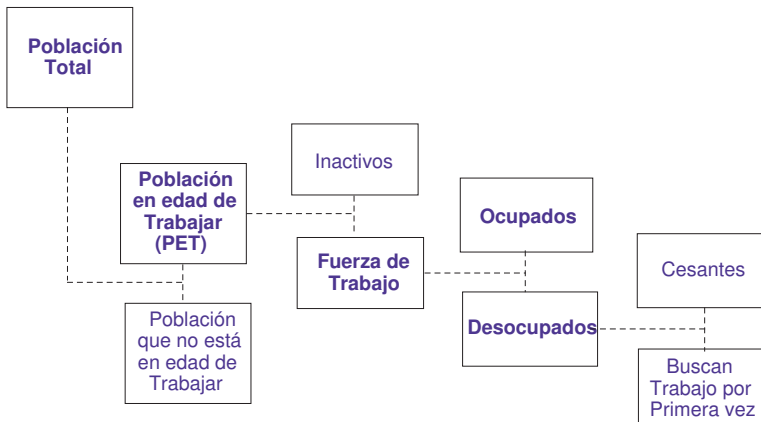 Población
Total
Población
en edad de
Trabajar
(PET)
Población
que no está
en edad de
Trabajar
Inactivos
Fuerza de
Trabajo
Ocupados
Desocupados
Cesantes
Buscan
Trabajo por
Primera vez